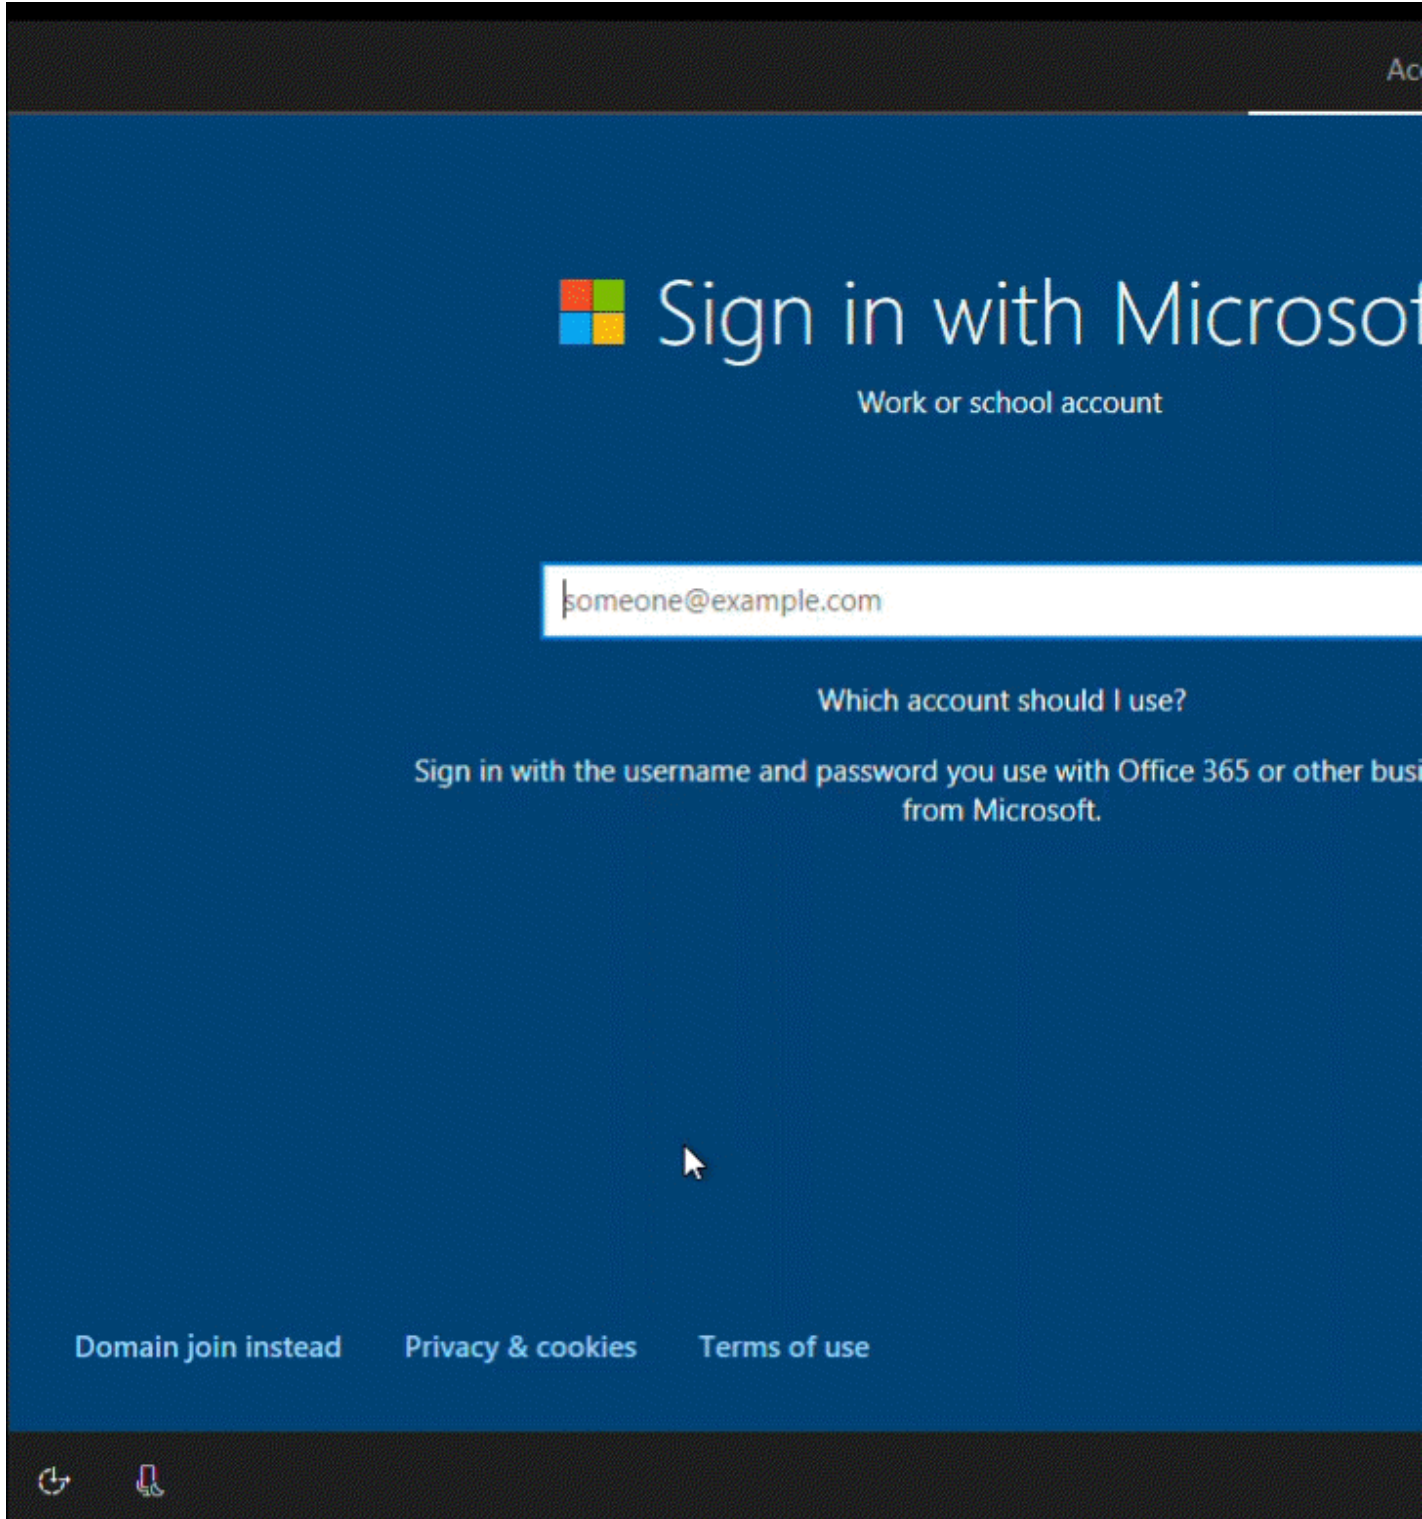 Sign in with
Work or school account
someone@example.com
Which account should I use?
Sign in with the username and password you use with Office 365 or other
from Microsoft.
Domain join instead Privacy & cookies Terms of use